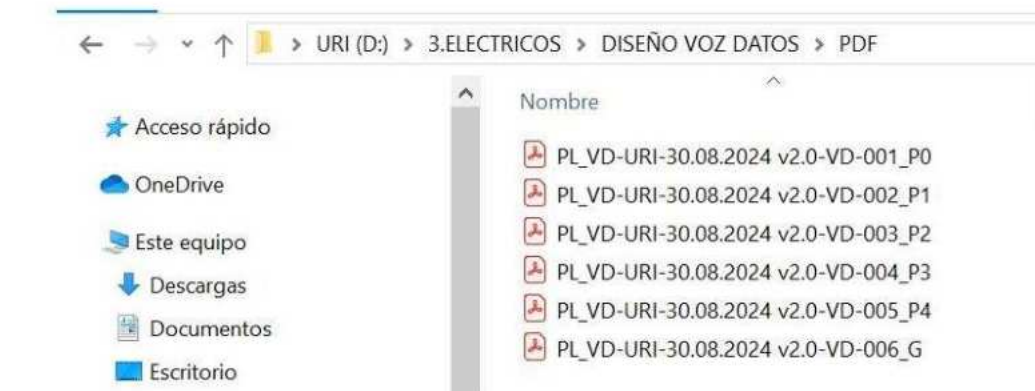 URI (D:) > 3.ELECTRICOS > DISEÑO VOZ DATOS > PDF
Acceso rápido
OneDrive
Este equipo
Descargas
Documentos
Escritorio
Nombre
PL_VD-URI-30.08.2024 v2.0-VD-001_P0
PL_VD-URI-30.08.2024 v2.0-VD-002_P1
PL_VD-URI-30.08.2024 v2.0-VD-003_P2
PL_VD-URI-30.08.2024 v2.0-VD-004_P3
PL_VD-URI-30.08.2024 v2.0-VD-005_P4
PL_VD-URI-30.08.2024 v2.0-VD-006_G